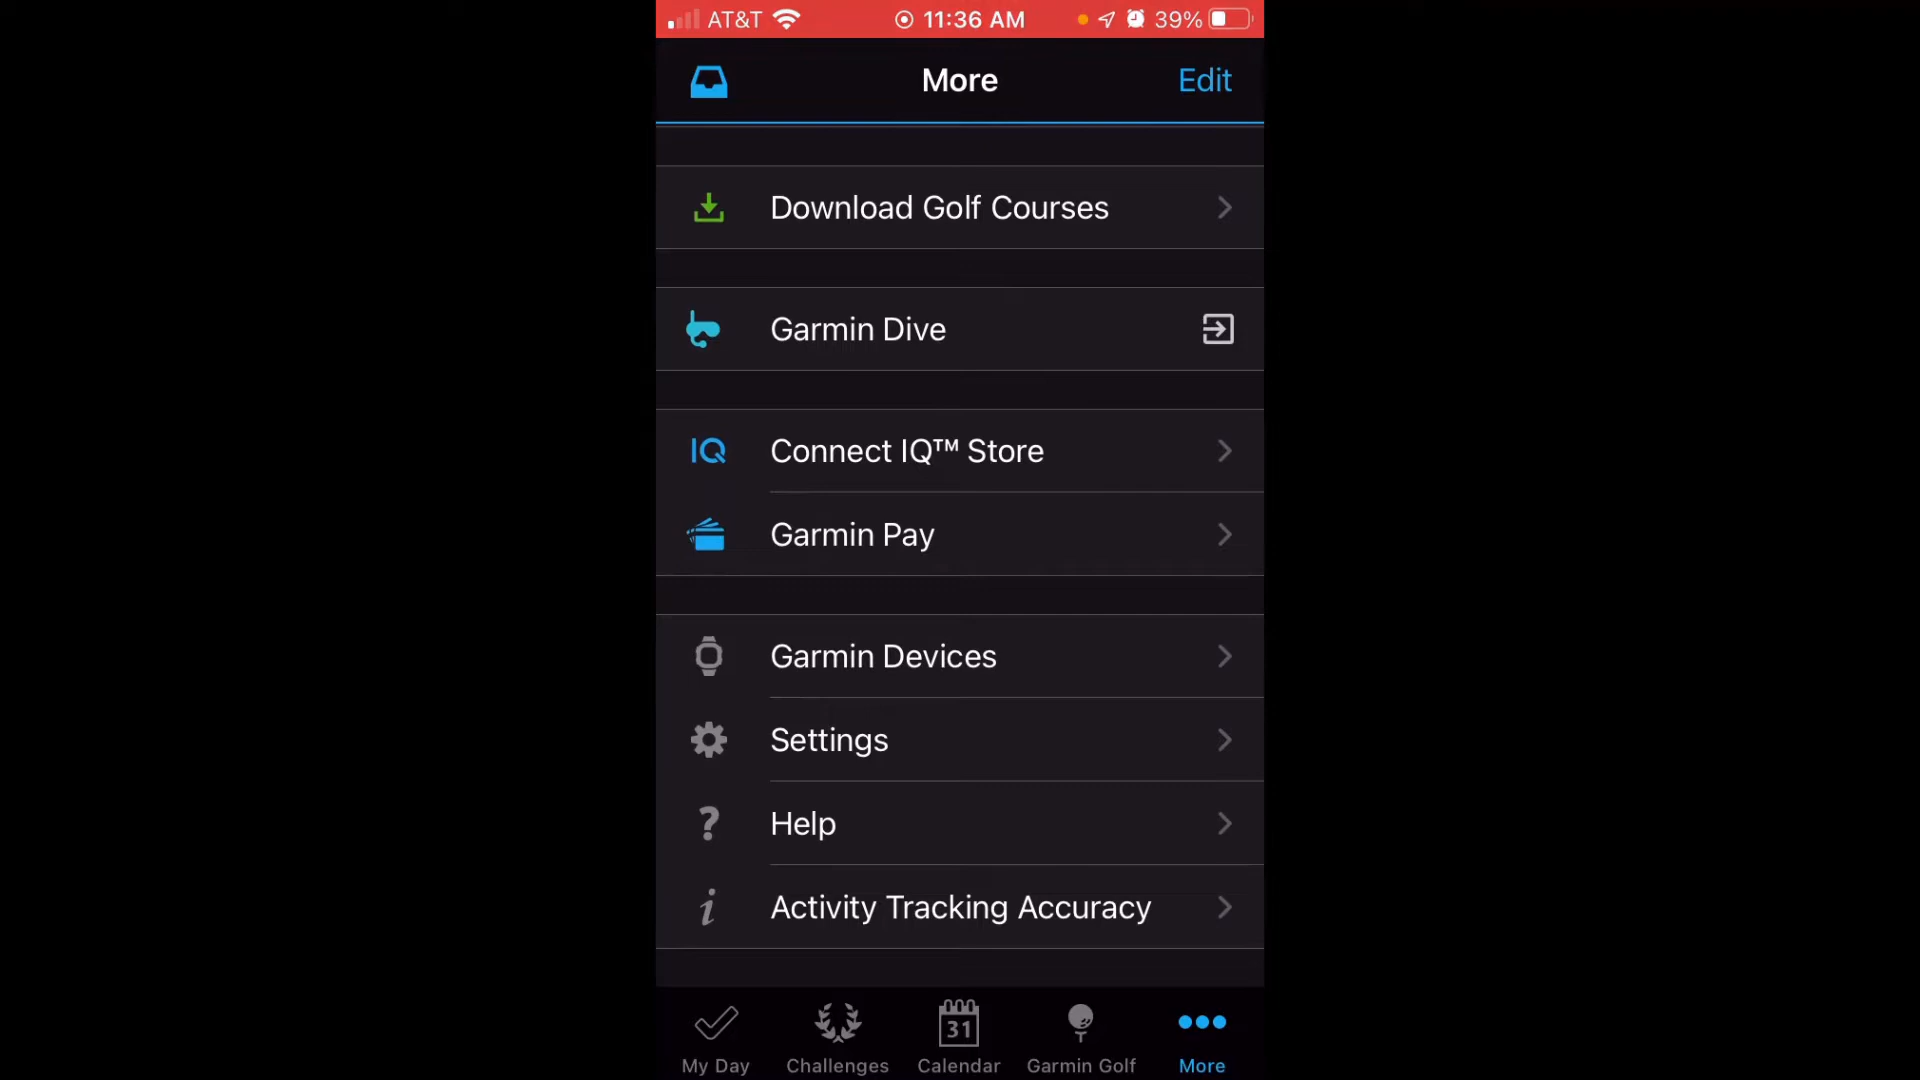 AT&T 11:36 AM 39%
More Edit
Download Golf Courses
Garmin Dive
IQ Connect IQ™ Store
Garmin Pay
Garmin Devices
Settings
? Help
i Activity Tracking Accuracy
31
My Day Challenges Calendar Garmin Golf More